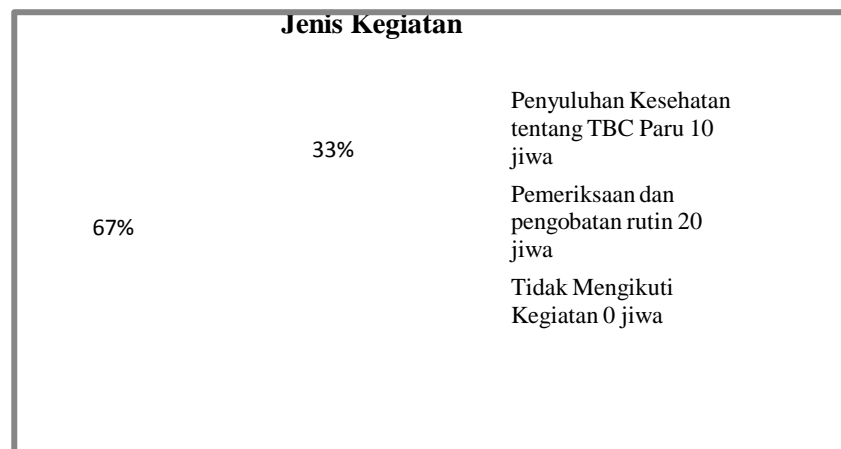 Jenis Kegiatan
33%
67%
Penyuluhan Kesehatan
tentang TBC Paru 10
jiwa
Pemeriksaan dan
pengobatan rutin 20
jiwa
Tidak Mengikuti
Kegiatan 0 jiwa